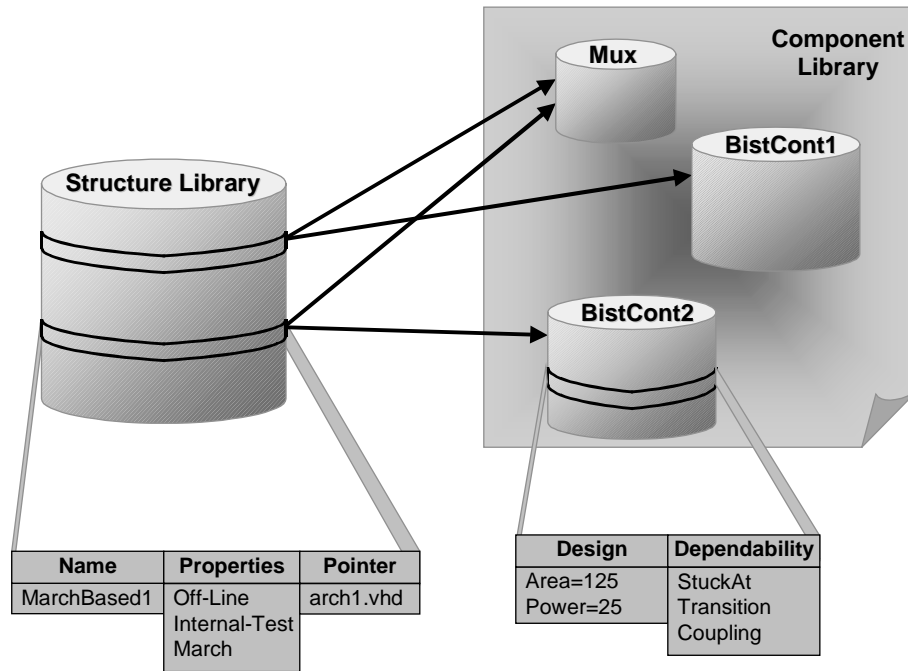 Component
Library
Mux
BistCont1
Structure Library
BistCont2
Name Properties Pointer
MarchBased1 Off-Line arch1.vhd
Internal-Test
March
Design Dependability
Area=125 StuckAt
Power=25 Transition
Coupling